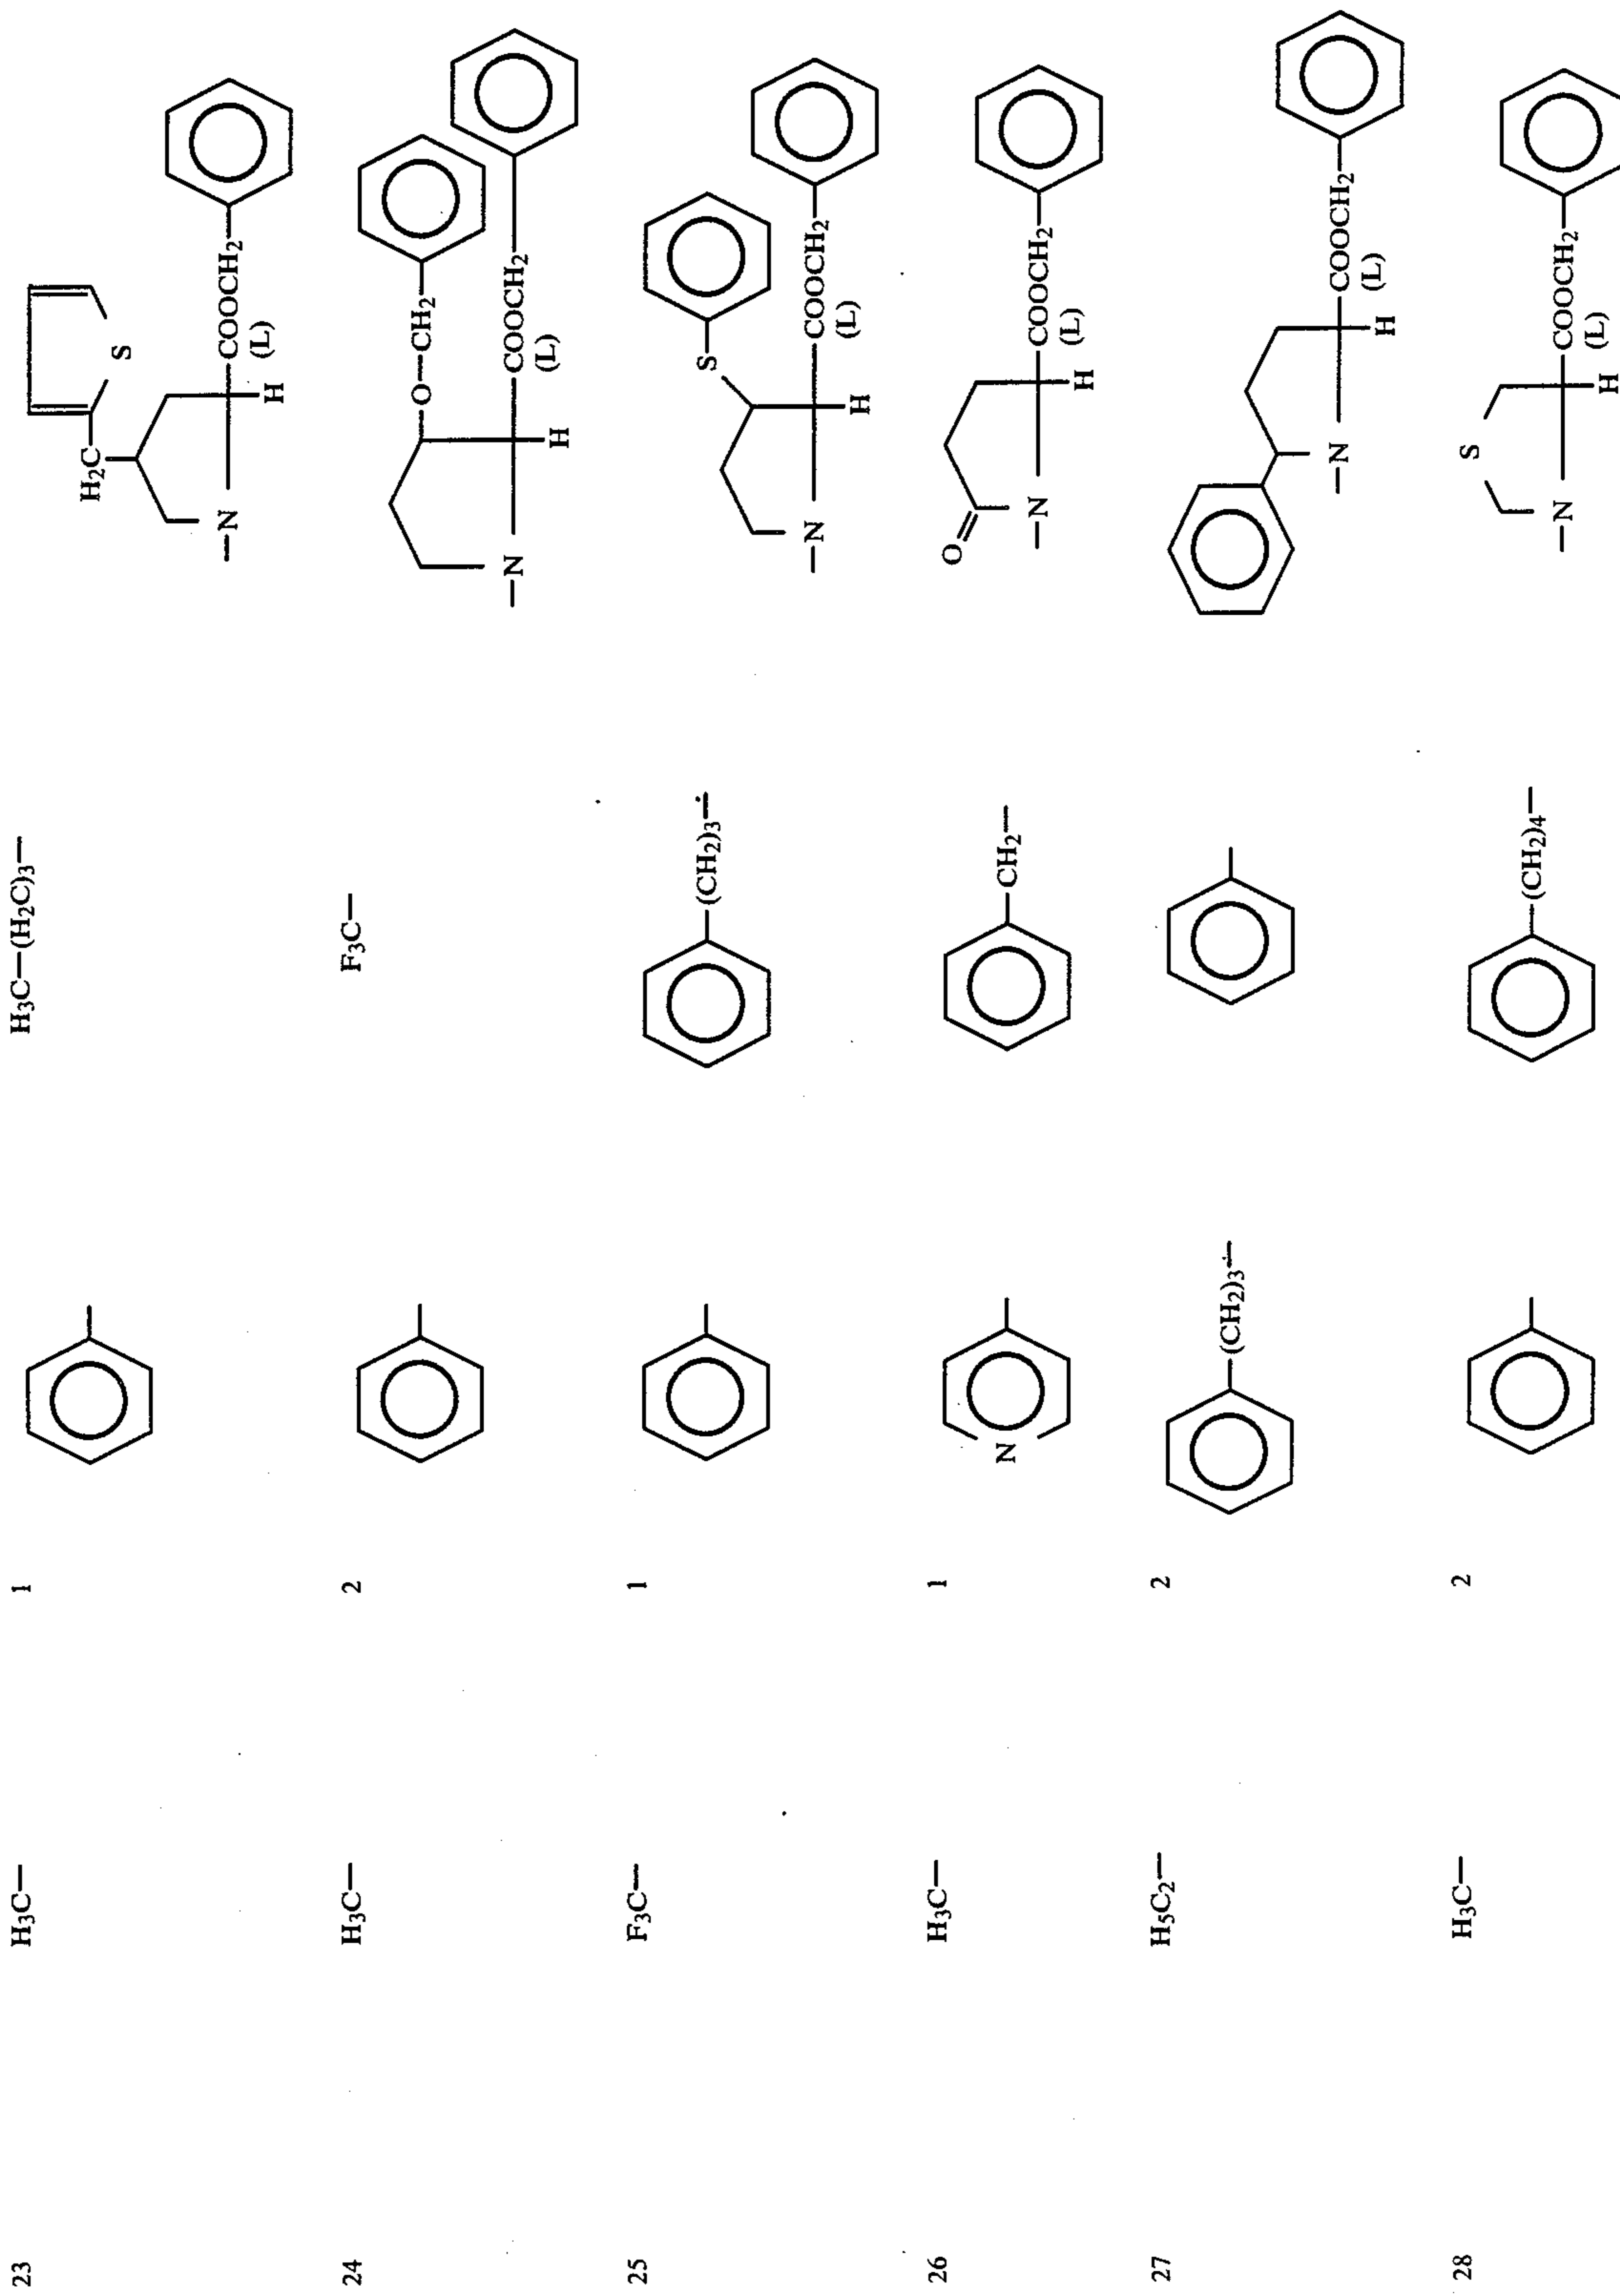 23 H₃C— 1 H₃C—(H₂C)₃— H₂C S —N COOCH₂ (L) H
24 H₃C— 2 F₃C— O—CH₂ —N COOCH₂ (L) H
25 F₃C— 1 (CH₂)₃— S —N COOCH₂ (L) H
26 H₃C— 1 N CH₂— O —N COOCH₂ (L) H
27 H₅C₂— 2 (CH₂)₃— —N COOCH₂ (L) H
28 H₃C— 2 (CH₂)₄— S —N COOCH₂ (L) H